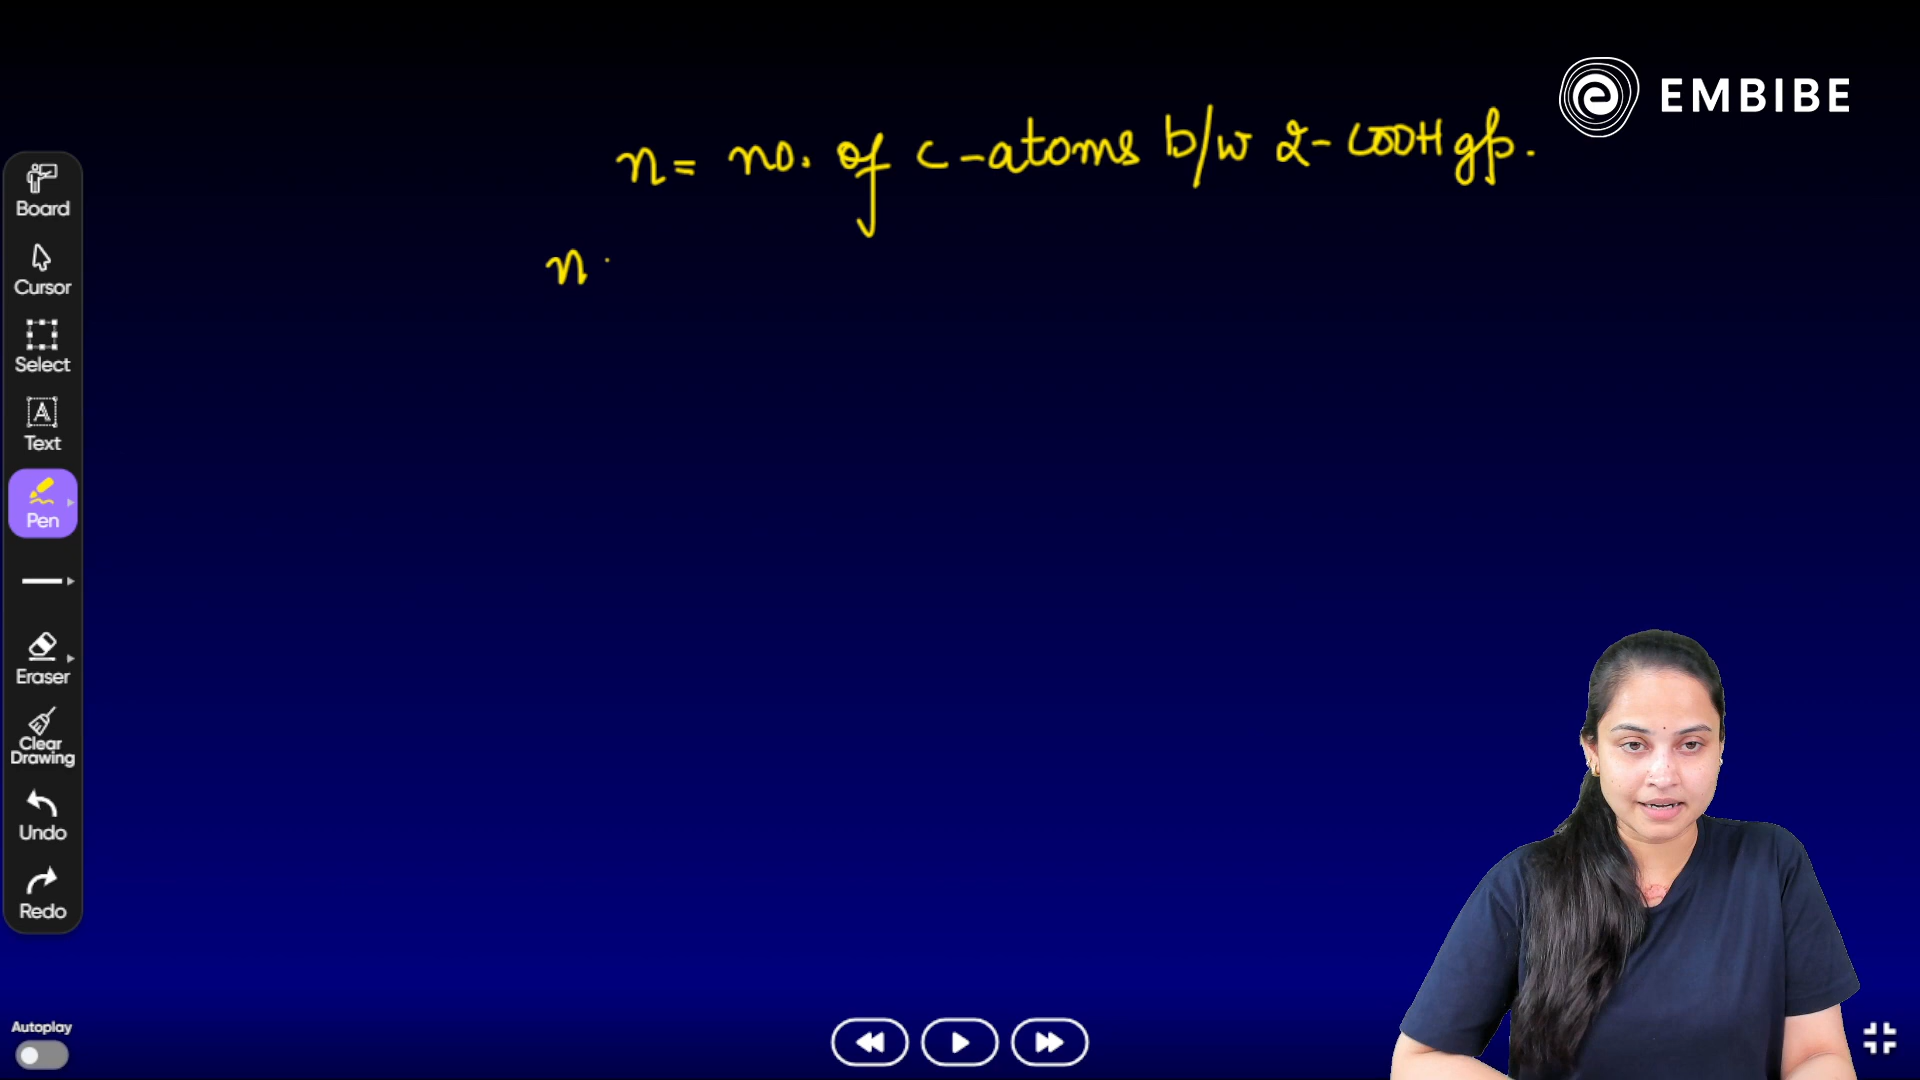 EMBIBE
n = no. of c-atoms b/w 2-COOH gp.
n
Board
Cursor
Select
Text
Pen
Eraser
Clear
Drawing
Undo
Redo
Autoplay